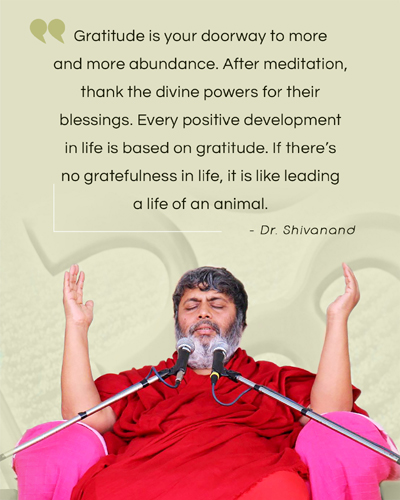 Gratitude is your doorway to more
and more abundance. After meditation,
thank the divine powers for their
blessings. Every positive development
in life is based on gratitude. If there's
no gratefulness in life, it is like leading
a life of an animal.
- Dr. Shivanand